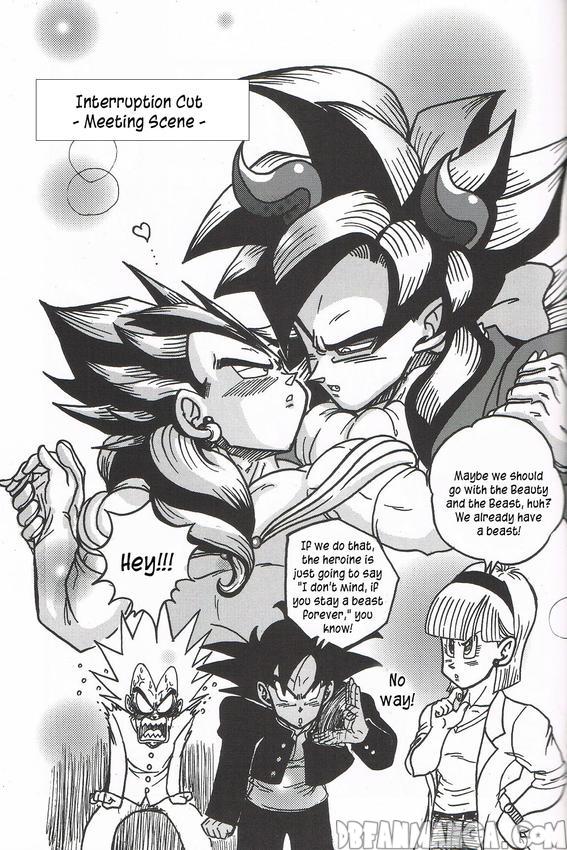 Interruption Cut
- Meeting Scene -
Maybe we should
go with the Beauty
and the Beast, huh?
We already have
a beast!
Hey!!!
If we do that,
the heroine is
just going to say
"I don't mind, if
you stay a beast
forever," you
know!
No
way!
DBFANMANGA.COM